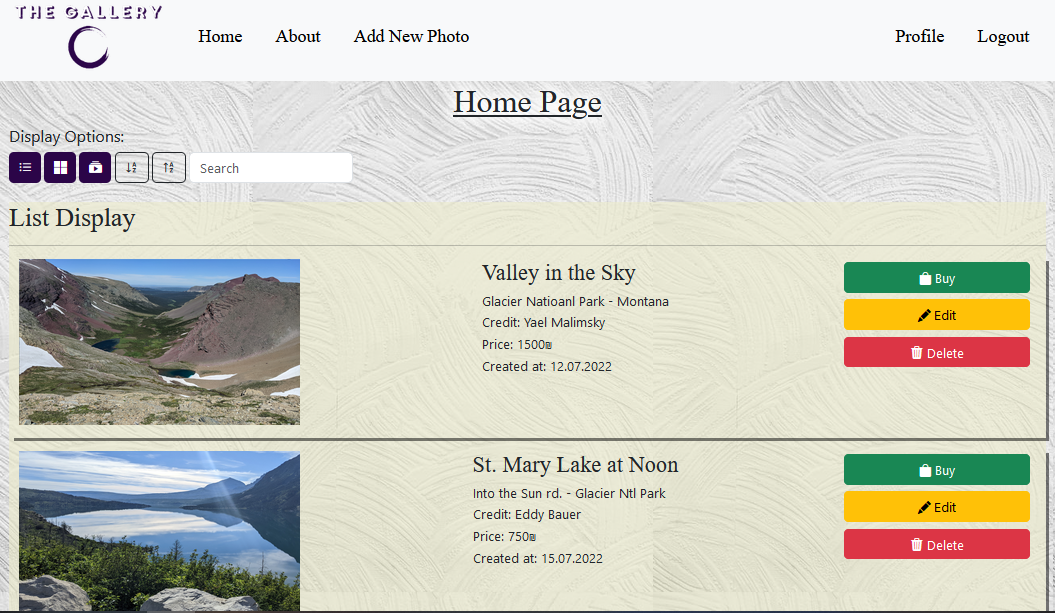 THE GALLERY
Home About Add New Photo Profile Logout
Home Page
Display Options:
Search
List Display
Valley in the Sky
Glacier Natioanl Park - Montana
Credit: Yael Malimsky
Price: 1500₪
Created at: 12.07.2022
Buy
Edit
Delete
St. Mary Lake at Noon
Into the Sun rd. - Glacier Ntl Park
Credit: Eddy Bauer
Price: 750₪
Created at: 15.07.2022
Buy
Edit
Delete